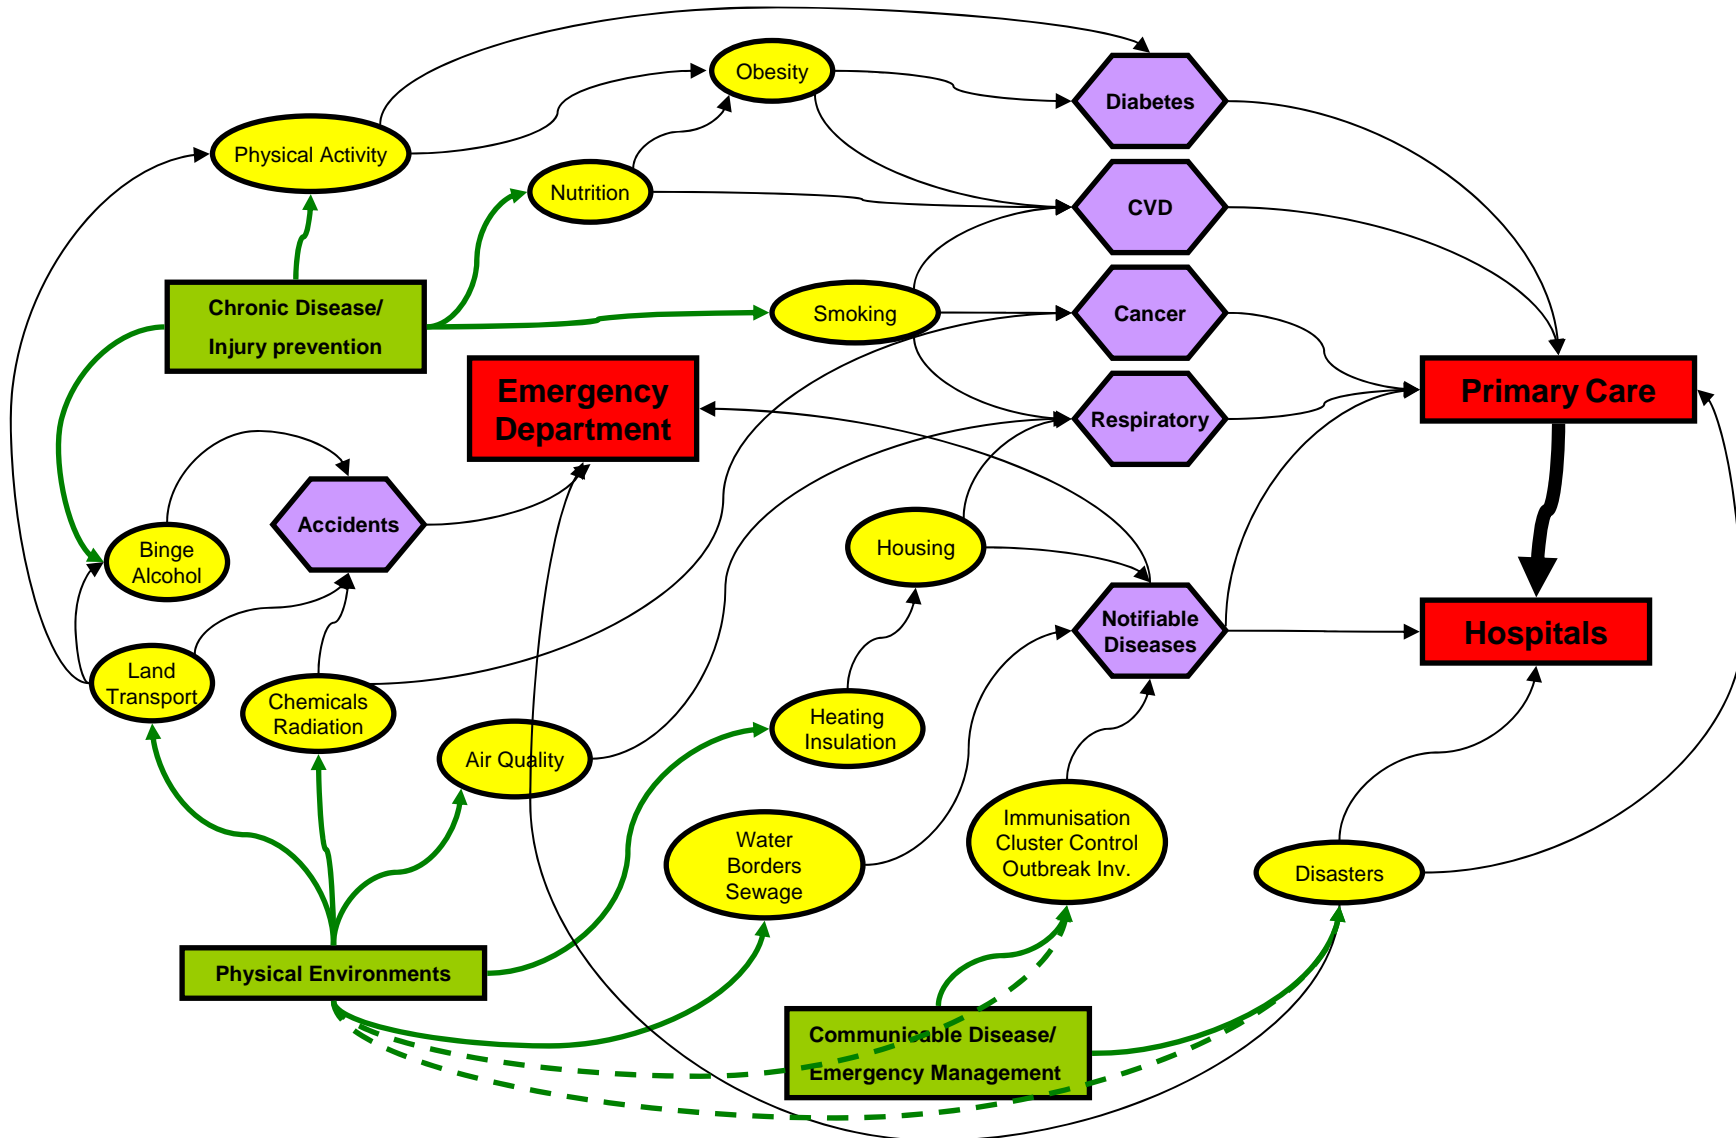 Obesity
Diabetes
Physical Activity
Nutrition
CVD
Chronic Disease/
Injury prevention
Smoking
Cancer
Emergency
Department
Primary Care
Respiratory
Accidents
Binge
Alcohol
Housing
Notifiable
Diseases
Hospitals
Land
Transport
Chemicals
Radiation
Heating
Insulation
Air Quality
Water
Borders
Sewage
Immunisation
Cluster Control
Outbreak Inv.
Disasters
Physical Environments
Communicable Disease/
Emergency Management